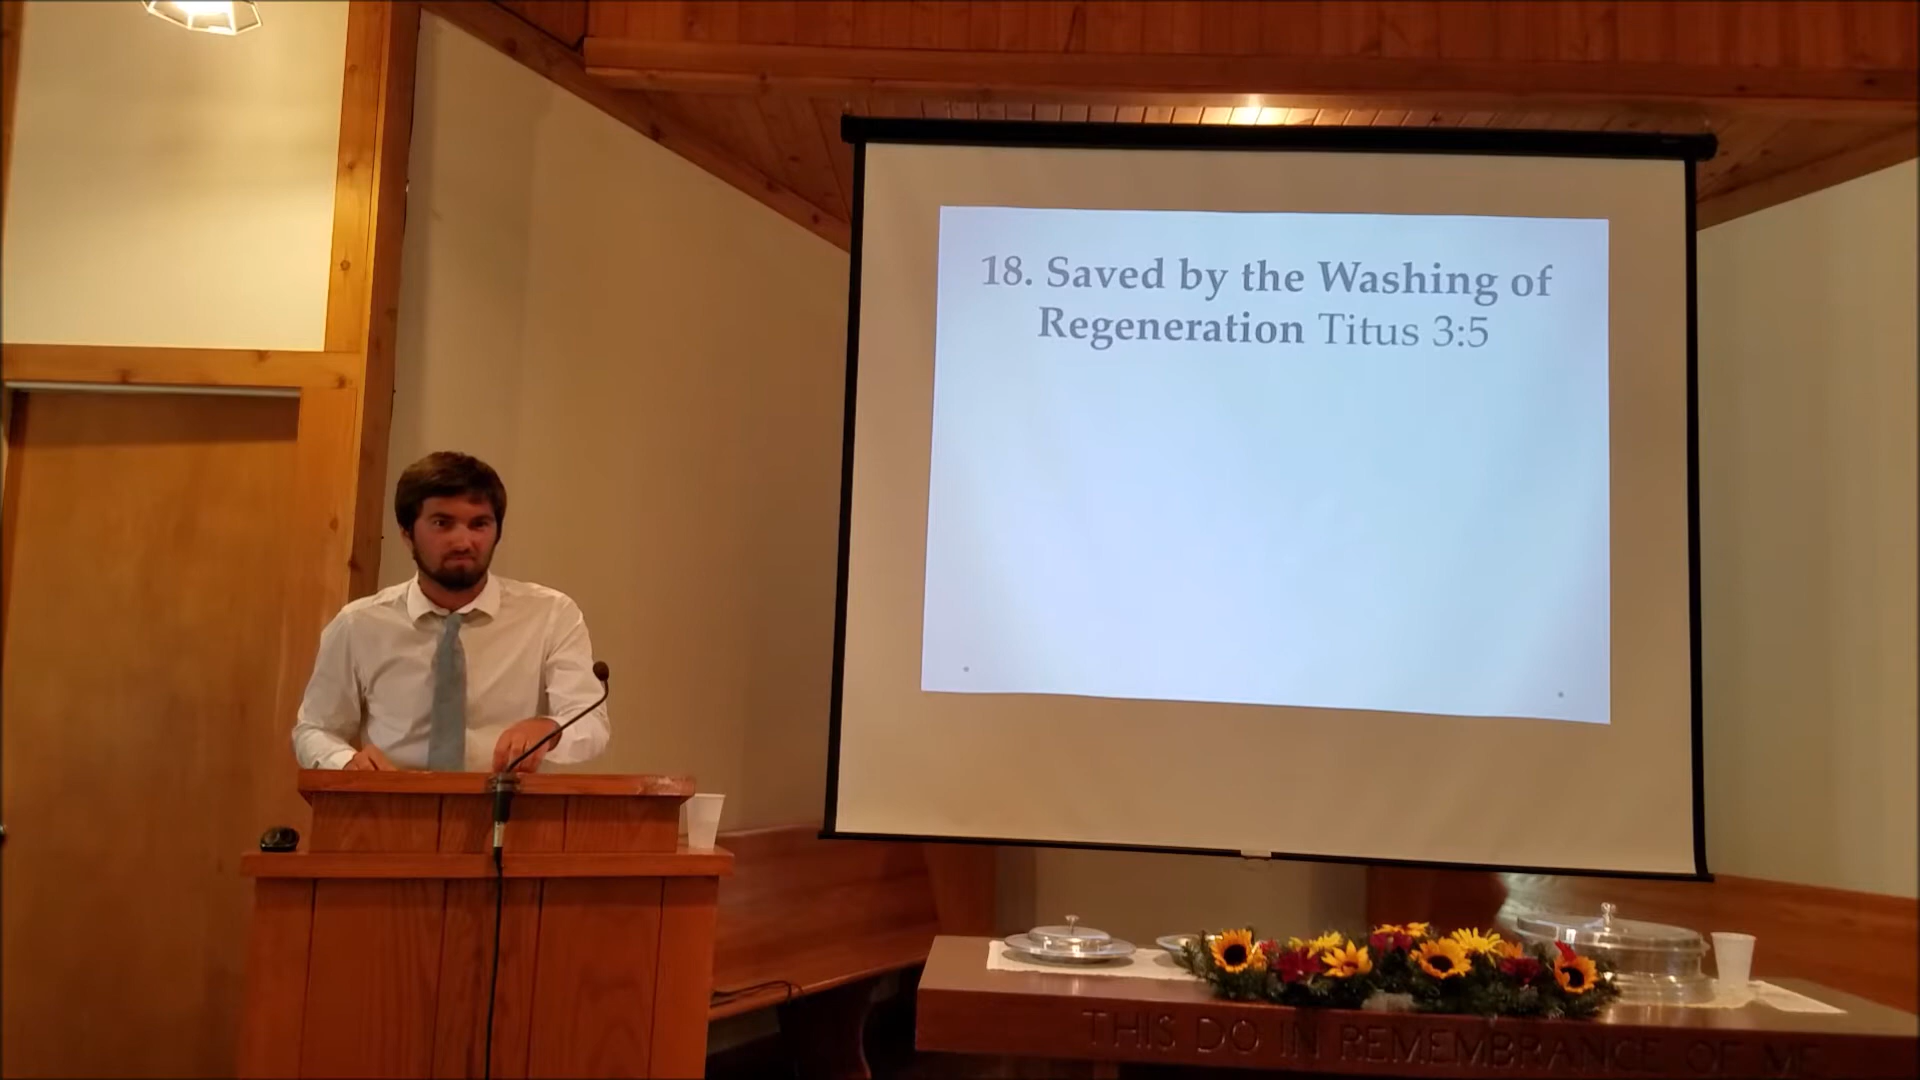 18. Saved by the Washing of
Regeneration Titus 3:5
THIS DO IN REMEMBRANCE OF ME